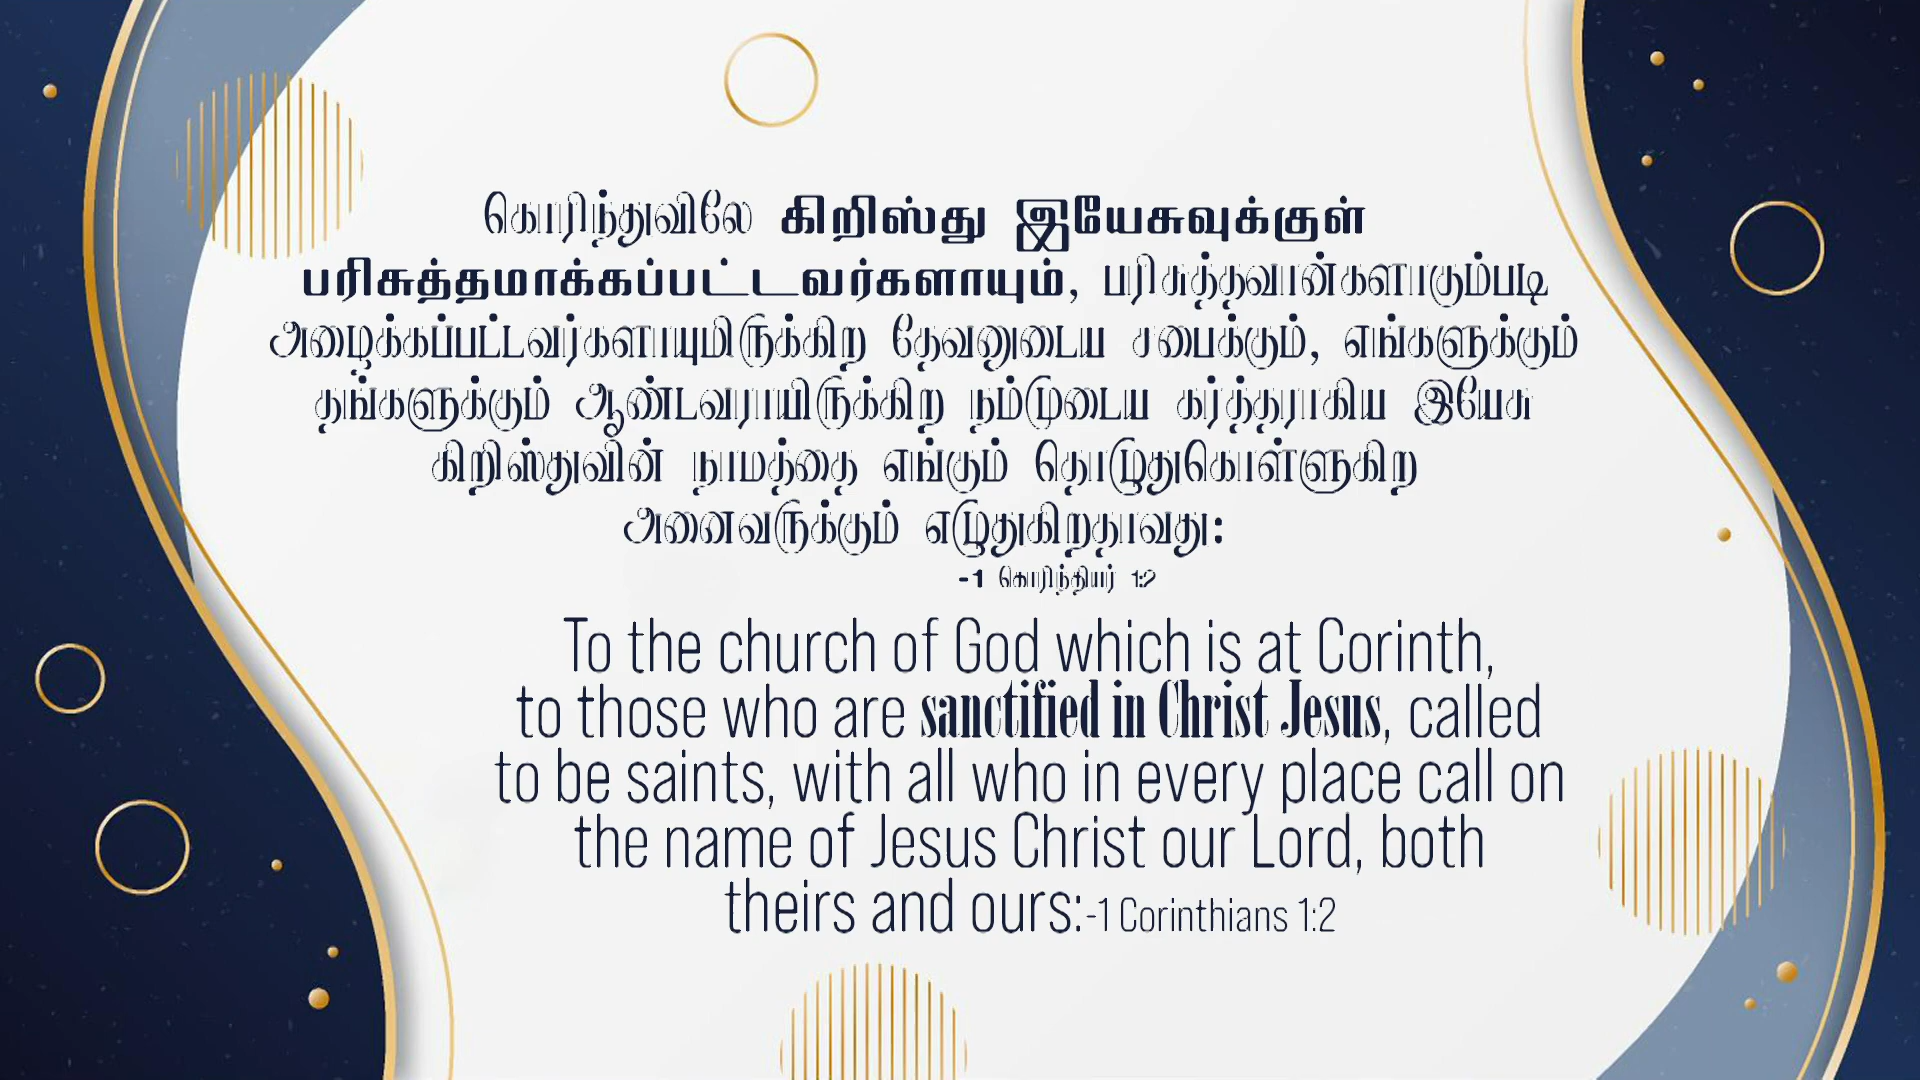 கொரிந்துவிலே கிறிஸ்து இயேசுவுக்குள்
பரிசுத்தமாக்கப்பட்டவர்களாயும், பரிசுத்தவான்களாகும்படி
அழைக்கப்பட்டவர்களாயுமிருக்கிற தேவனுடைய சபைக்கும், எங்களுக்கும்
தங்களுக்கும் ஆண்டவராயிருக்கிற நம்முடைய கர்த்தராகிய இயேசு
கிறிஸ்துவின் நாமத்தை எங்கும் தொழுதுகொள்ளுகிற
அனைவருக்கும் எழுதுகிறதாவது:
-1 கொரிந்தியர் 1:2
To the church of God which is at Corinth,
to those who are sanctified in Christ Jesus, called
to be saints, with all who in every place call on
the name of Jesus Christ our Lord, both
theirs and ours:-1 Corinthians 1:2